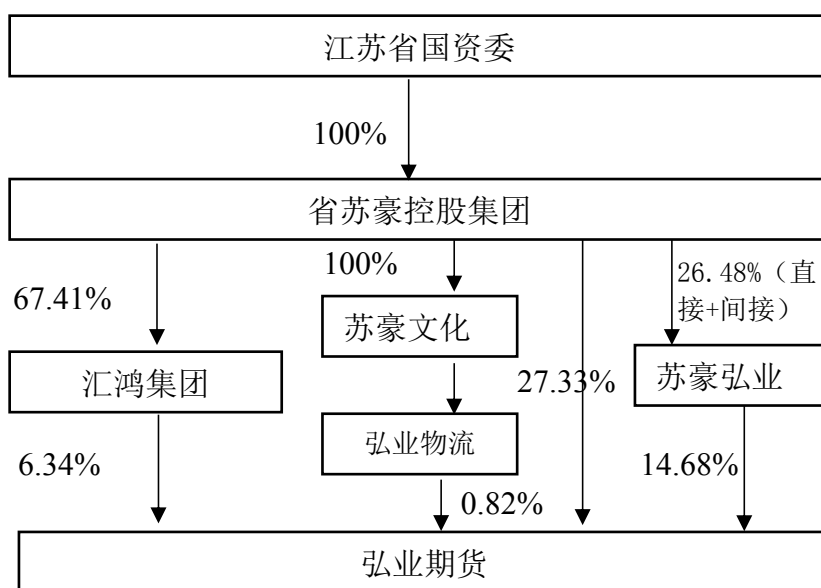 江苏省国资委
100%
省苏豪控股集团
67.41%
100%
26.48%（直
接+间接）
苏豪文化
汇鸿集团
27.33%
苏豪弘业
弘业物流
6.34%
0.82%
14.68%
弘业期货